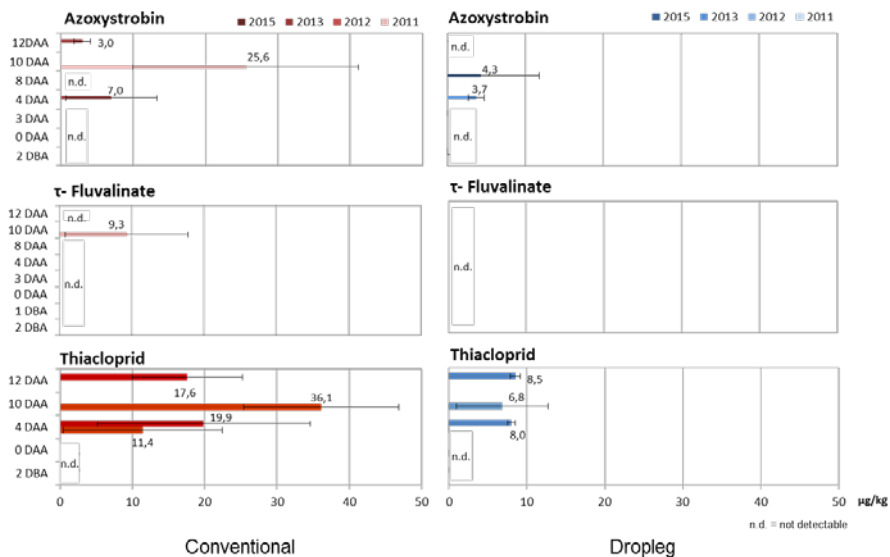 Azoxystrobin
2015 2013 2012 2011
12DAA
10 DAA
8 DAA
4 DAA
3 DAA
0 DAA
2 DBA
3,0
25,6
n.d.
7,0
n.d.
Azoxystrobin
2015 2013 2012 2011
n.d.
4,3
3,7
n.d.
τ- Fluvalinate
12 DAA
10 DAA
8 DAA
4 DAA
3 DAA
0 DAA
1 DBA
2 DBA
n.d.
9,3
n.d.
τ- Fluvalinate
n.d.
Thiacloprid
12 DAA
10 DAA
4 DAA
0 DAA
2 DBA
17,6
36,1
19,9
11,4
n.d.
0 10 20 30 40 50
Thiacloprid
8,5
6,8
8,0
n.d.
0 10 20 30 40 50 µg/kg
n.d. = not detectable
Conventional
Dropleg